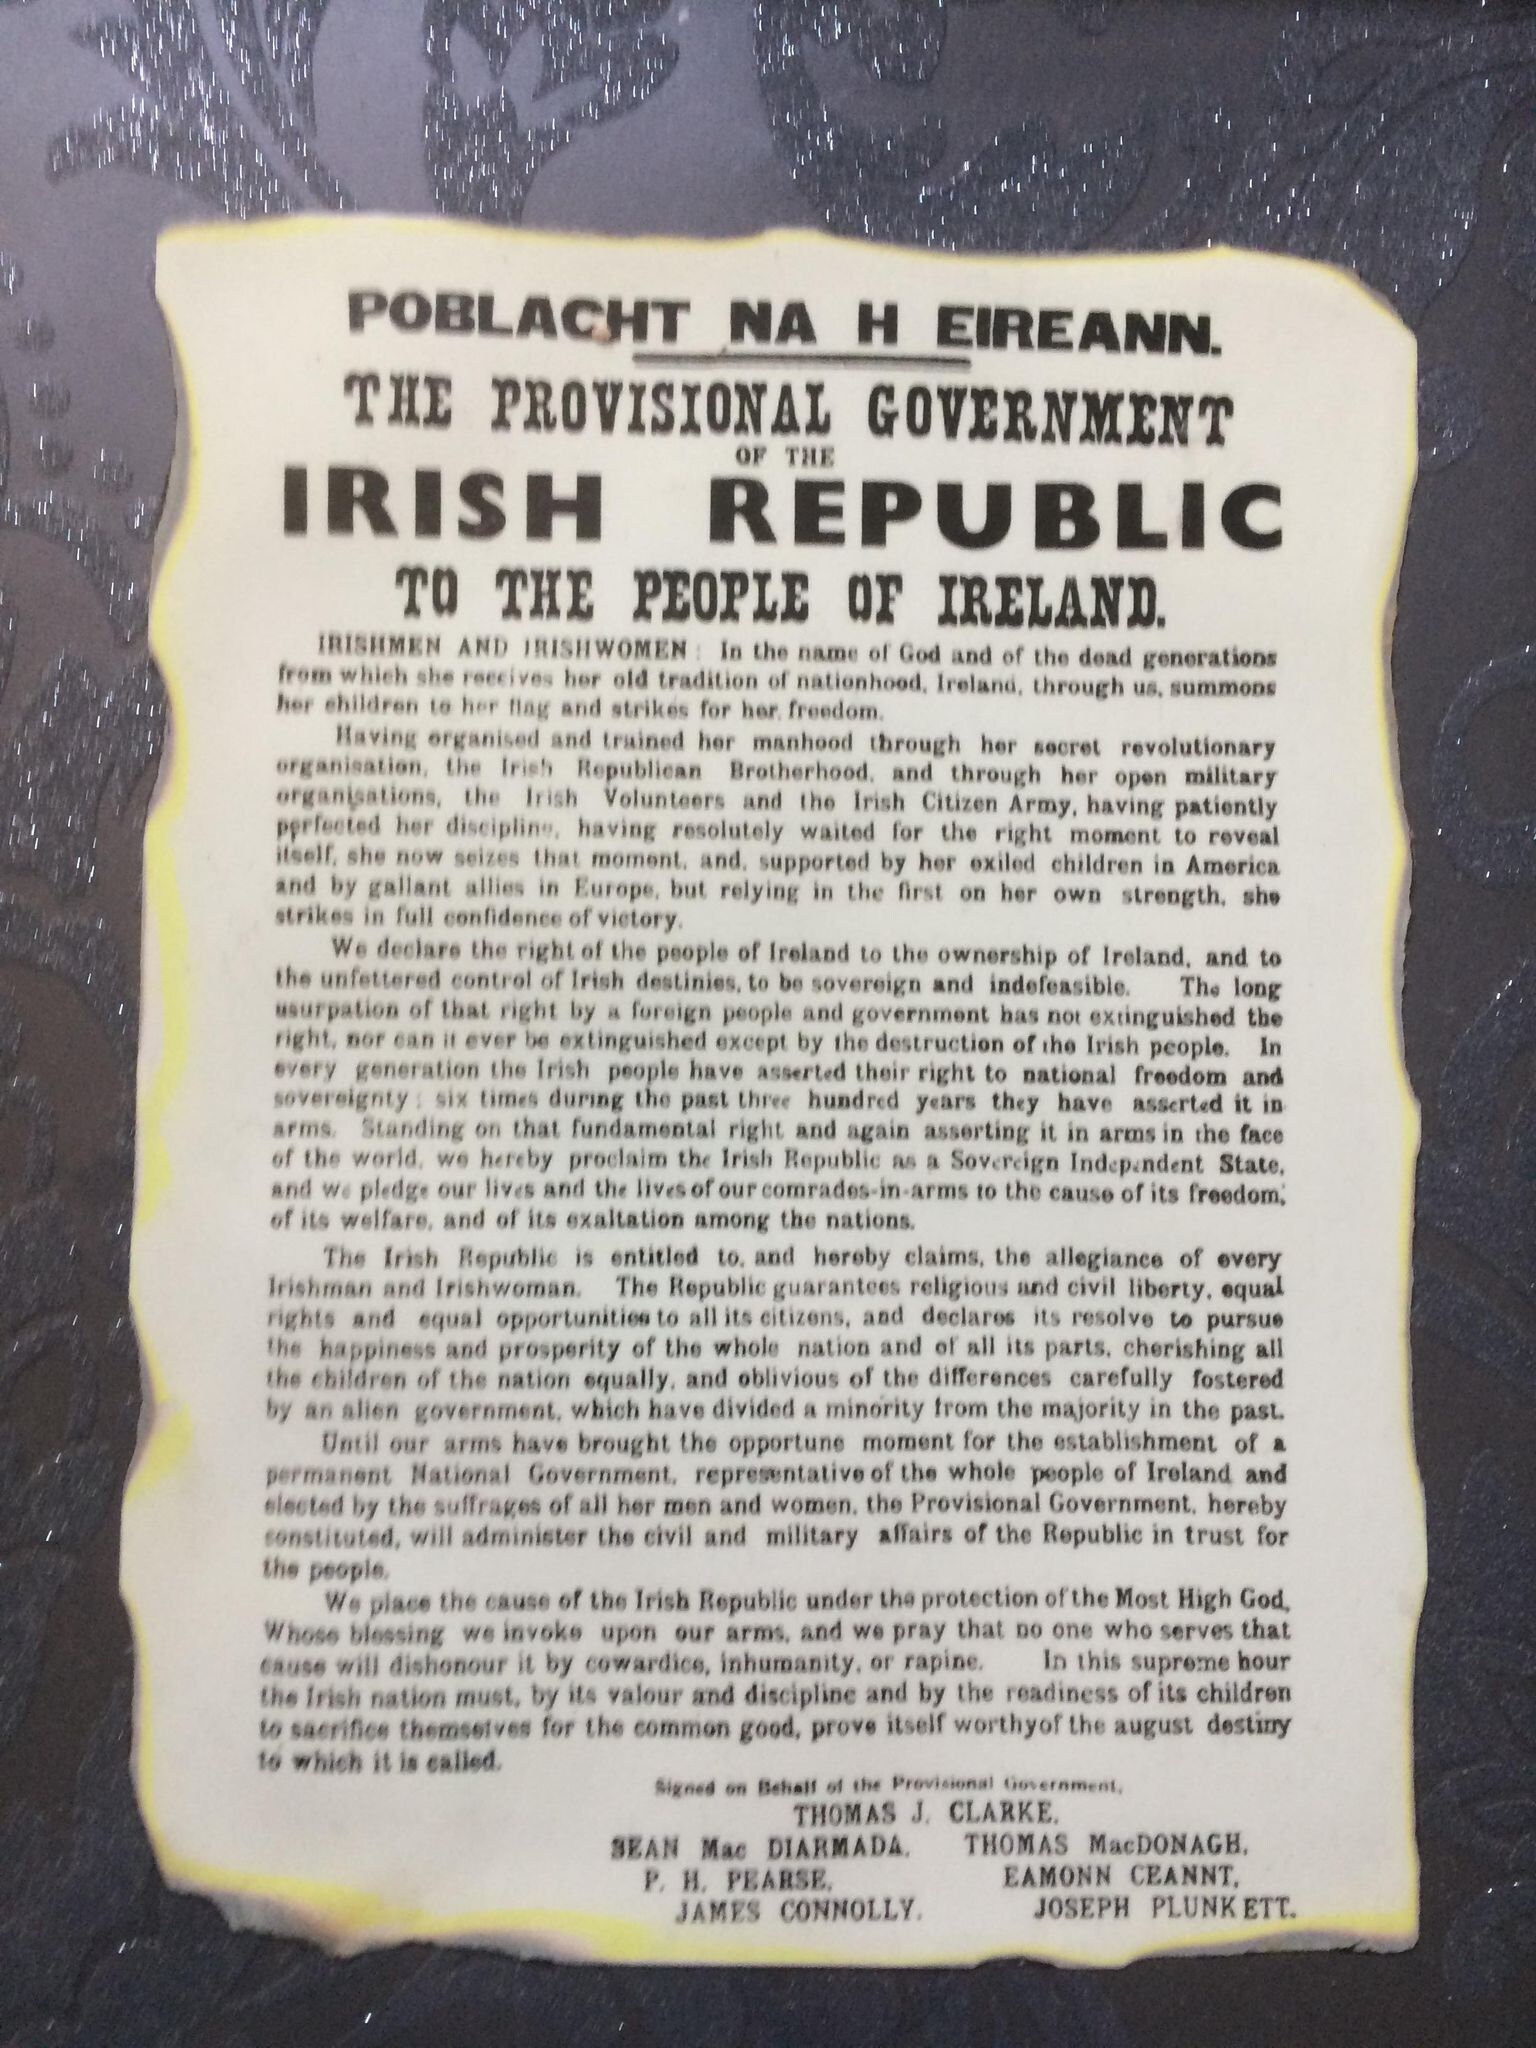 POBLACHT NA H EIREANN.
THE PROVISIONAL GOVERNMENT
OF THE
IRISH REPUBLIC
TO THE PEOPLE OF IRELAND.
IRISHMEN AND IRISHWOMEN : In the name of God and of the dead generations
from which she receives her old tradition of nationhood, Ireland, through us, summons
her children to her flag and strikes for her freedom.
Having organised and trained her manhood through her secret revolutionary
organisation, the Irish Republican Brotherhood, and through her open military
organisations, the Irish Volunteers and the Irish Citizen Army, having patiently
perfected her discipline, having resolutely waited for the right moment to reveal
itself, she now seizes that moment, and, supported by her exiled children in America
and by gallant allies in Europe, but relying in the first on her own strength, she
strikes in full confidence of victory.
We declare the right of the people of Ireland to the ownership of Ireland, and to
the unfettered control of Irish destinies, to be sovereign and indefeasible. The long
usurpation of that right by a foreign people and government has not extinguished the
right, nor can it ever be extinguished except by the destruction of the Irish people. In
every generation the Irish people have asserted their right to national freedom and
sovereignty ; six times during the past three hundred years they have asserted it in
arms. Standing on that fundamental right and again asserting it in arms in the face
of the world, we hereby proclaim the Irish Republic as a Sovereign Independent State,
and we pledge our lives and the lives of our comrades-in-arms to the cause of its freedom,
of its welfare, and of its exaltation among the nations.
The Irish Republic is entitled to, and hereby claims, the allegiance of every
Irishman and Irishwoman. The Republic guarantees religious and civil liberty, equal
rights and equal opportunities to all its citizens, and declares its resolve to pursue
the happiness and prosperity of the whole nation and of all its parts, cherishing all
the children of the nation equally, and oblivious of the differences carefully fostered
by an alien government, which have divided a minority from the majority in the past.
Until our arms have brought the opportune moment for the establishment of a
permanent National Government, representative of the whole people of Ireland and
elected by the suffrages of all her men and women, the Provisional Government, hereby
constituted, will administer the civil and military affairs of the Republic in trust for
the people.
We place the cause of the Irish Republic under the protection of the Most High God,
Whose blessing we invoke upon our arms, and we pray that no one who serves that
cause will dishonour it by cowardice, inhumanity, or rapine. In this supreme hour
the Irish nation must, by its valour and discipline and by the readiness of its children
to sacrifice themselves for the common good, prove itself worthy of the august destiny
to which it is called.
Signed on Behalf of the Provisional Government,
THOMAS J. CLARKE.
SEAN Mac DIARMADA. THOMAS MacDONAGH.
P. H. PEARSE. EAMONN CEANNT.
JAMES CONNOLLY. JOSEPH PLUNKETT.